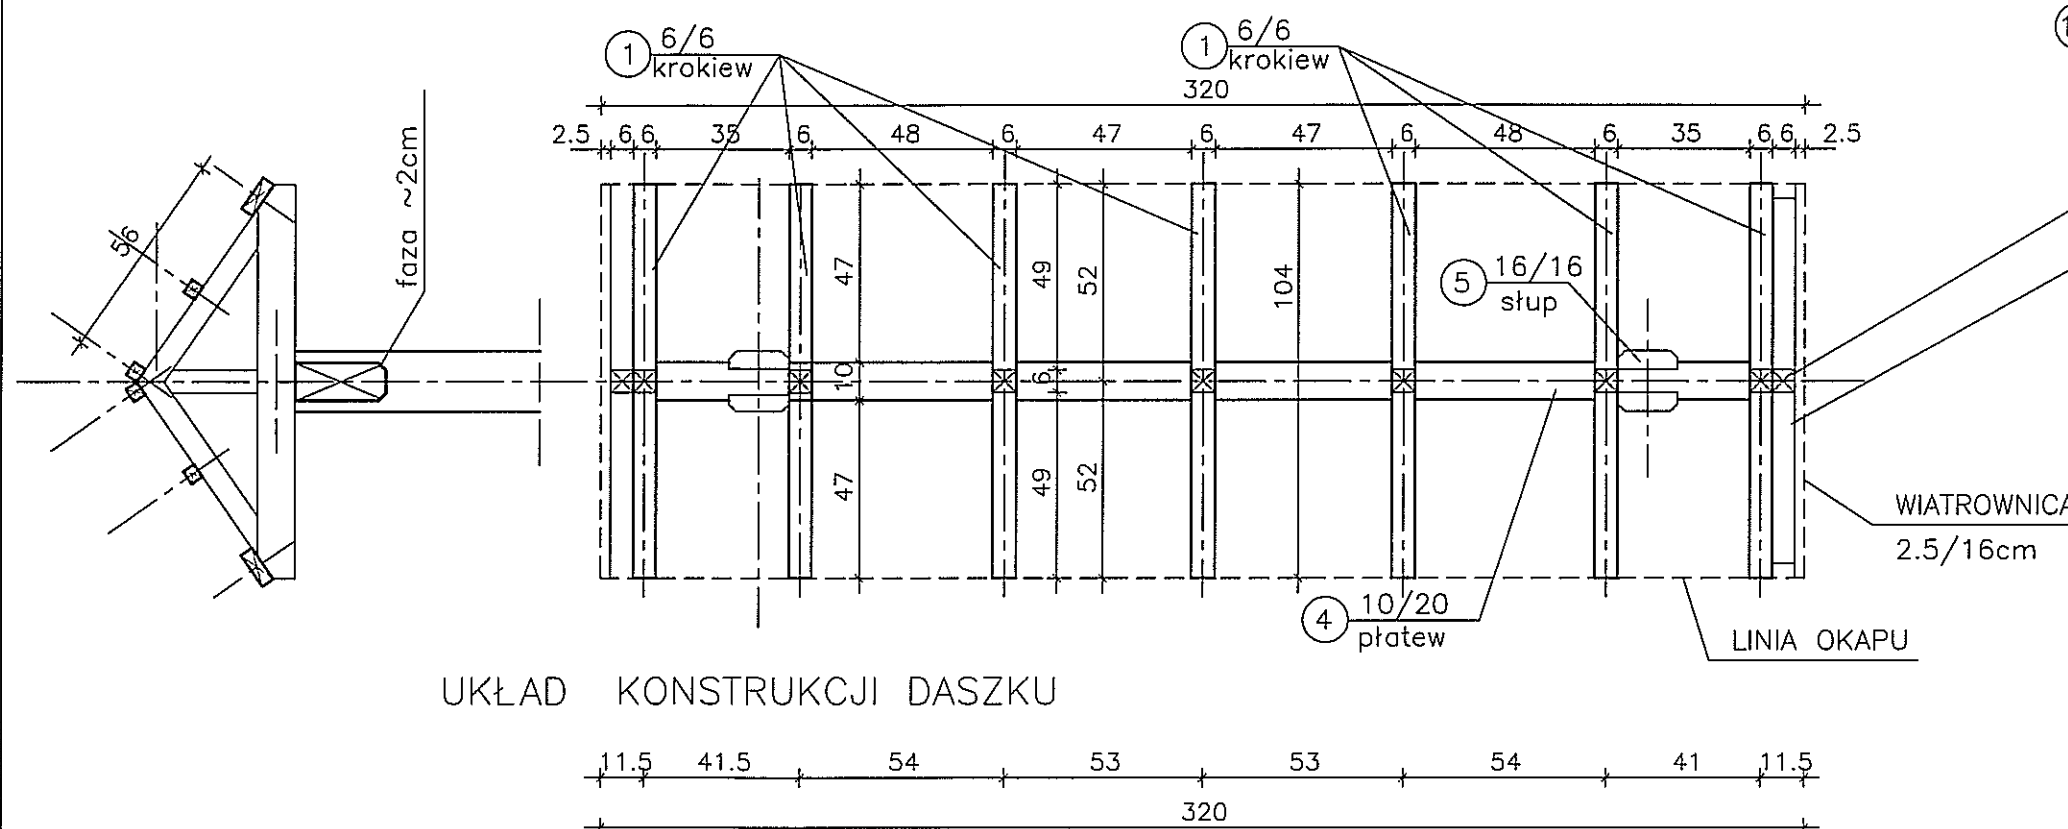 1 6/6 krokiew
1 6/6 krokiew
320
2.5 6 6 35 6 48 6 47 6 47 6 48 6 35 6 6 2.5
faza ~2cm
56
47
49
52
104
5 16/16 słup
10
6
47
49
52
WIATROWNICA
2.5/16cm
4 10/20 płatew
LINIA OKAPU
UKŁAD KONSTRUKCJI DASZKU
11.5 41.5 54 53 53 54 41 11.5
320